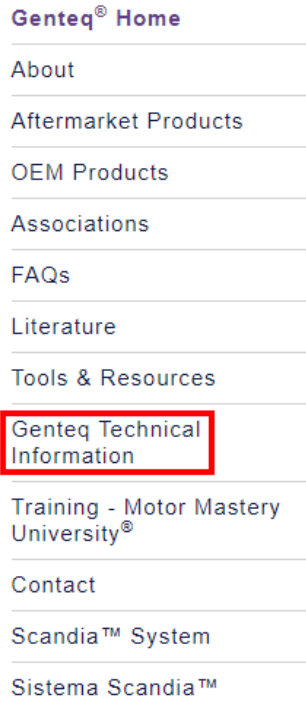 Genteq® Home
About
Aftermarket Products
OEM Products
Associations
FAQs
Literature
Tools & Resources
Genteq Technical
Information
Training - Motor Mastery
University®
Contact
Scandia™ System
Sistema Scandia™